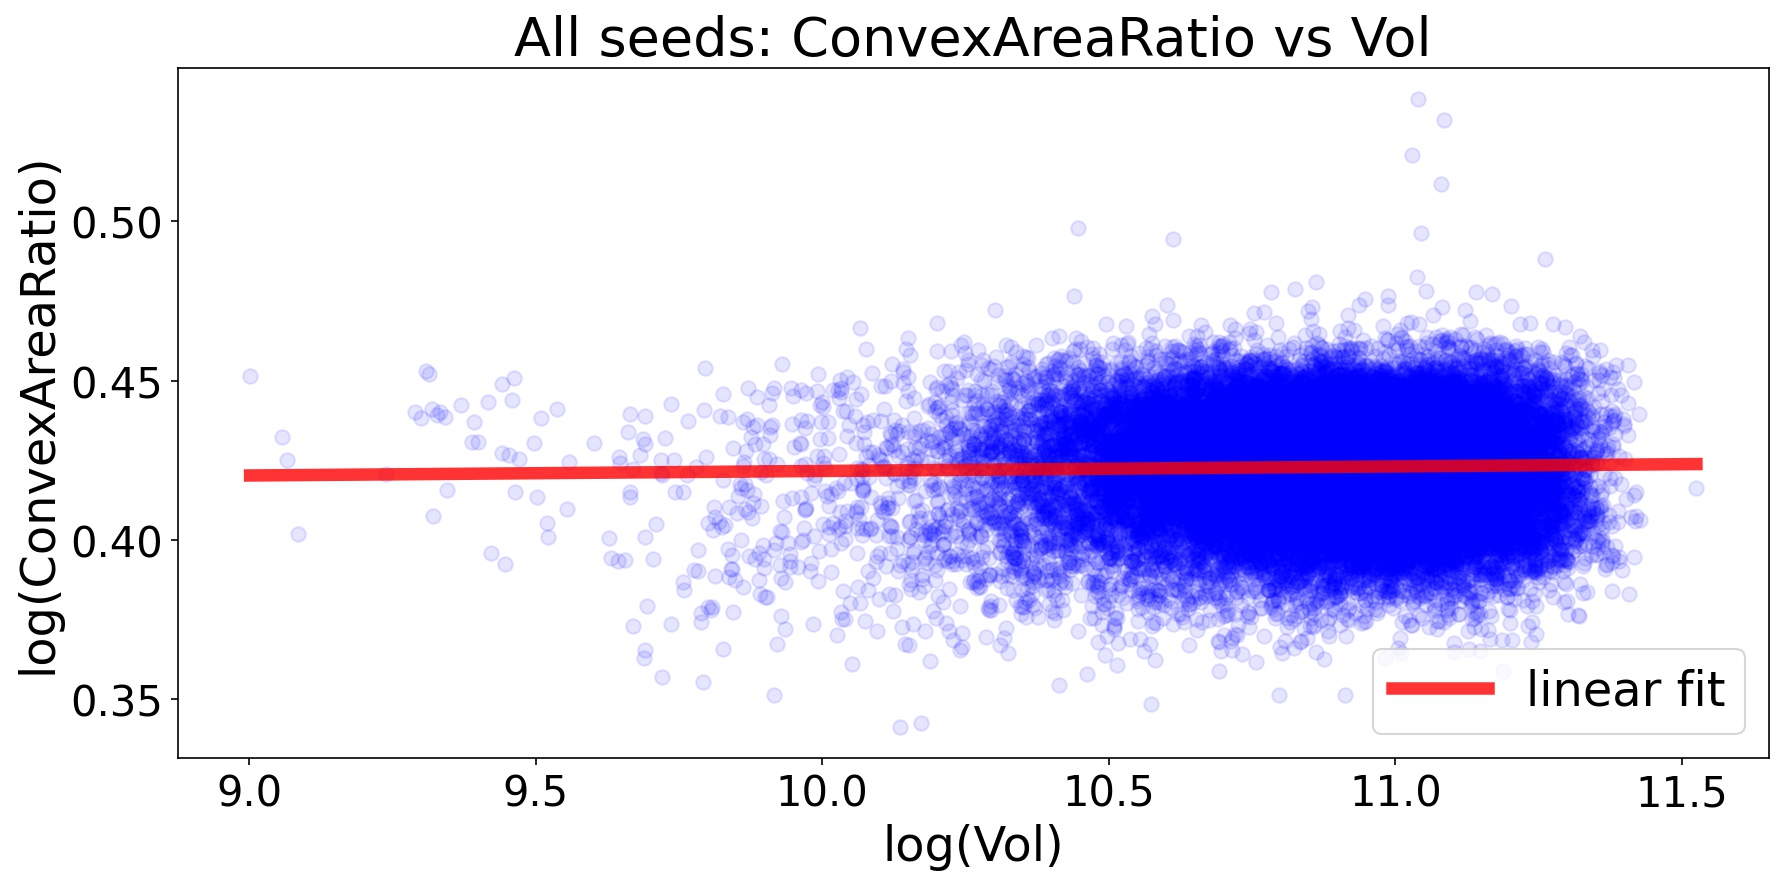 All seeds: ConvexAreaRatio vs Vol
log(ConvexAreaRatio)
0.50
0.45
0.40
0.35
linear fit
9.0 9.5 10.0 10.5 11.0 11.5
log(Vol)